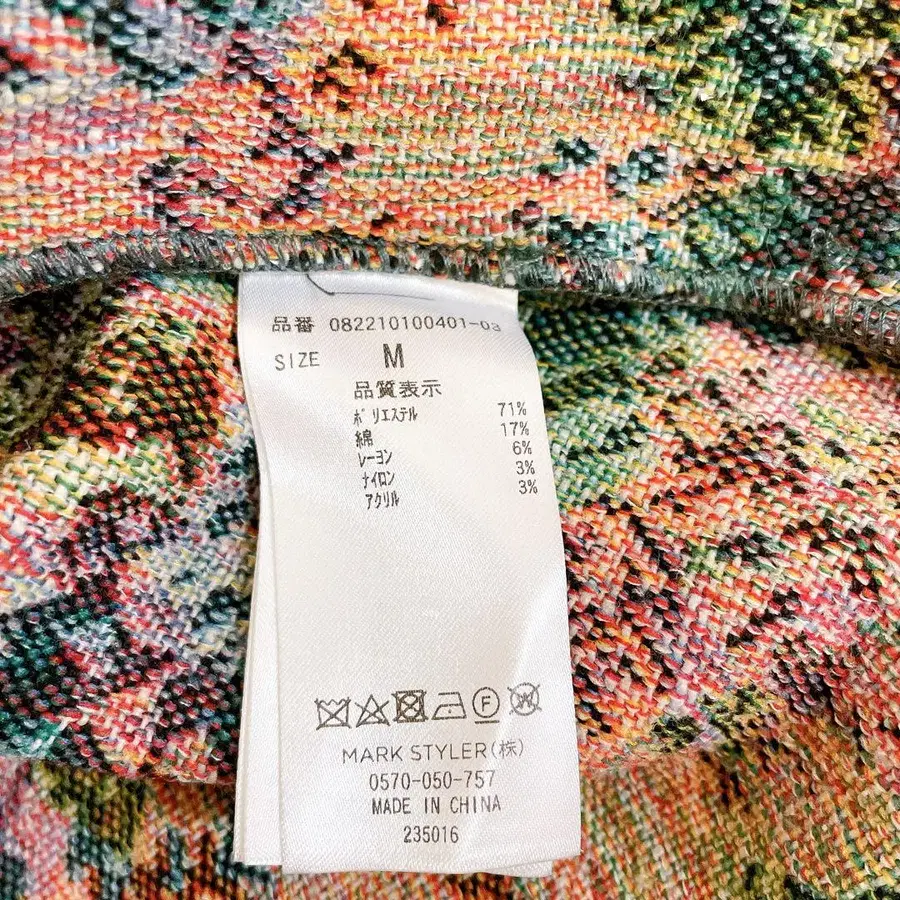 品番 082210100401-03
SIZE M
品質表示
ポリエステル 71%
綿 17%
レーヨン 6%
ナイロン 3%
アクリル 3%
F
W
MARK STYLER(株)
0570-050-757
MADE IN CHINA
235016